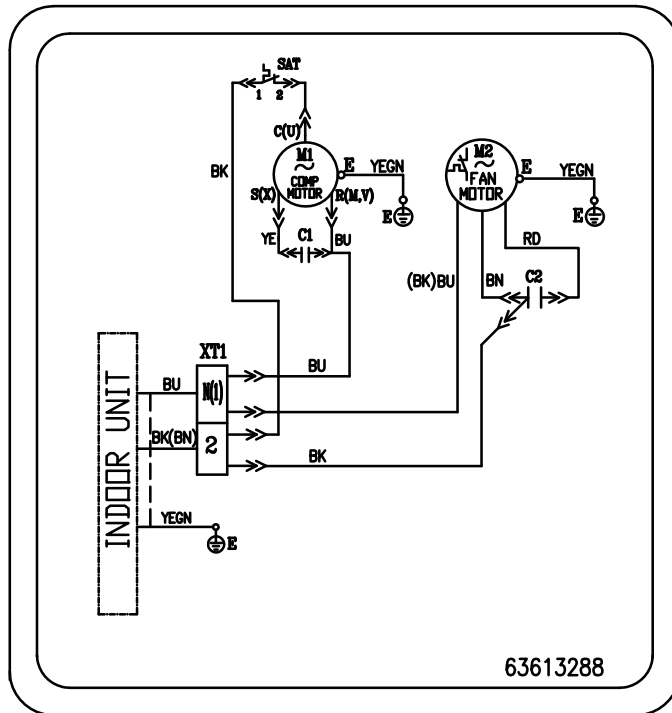 SAT
1 2
C(U)
BK
M1
COMP
MOTOR
E
YEGN
S(X)
R(M,V)
E
YE
C1
BU
M2
FAN
MOTOR
E
YEGN
E
RD
(BK)BU
BN
C2
XT1
INDOOR UNIT
BU
N(1)
BU
BK(BN)
2
BK
YEGN
E
63613288